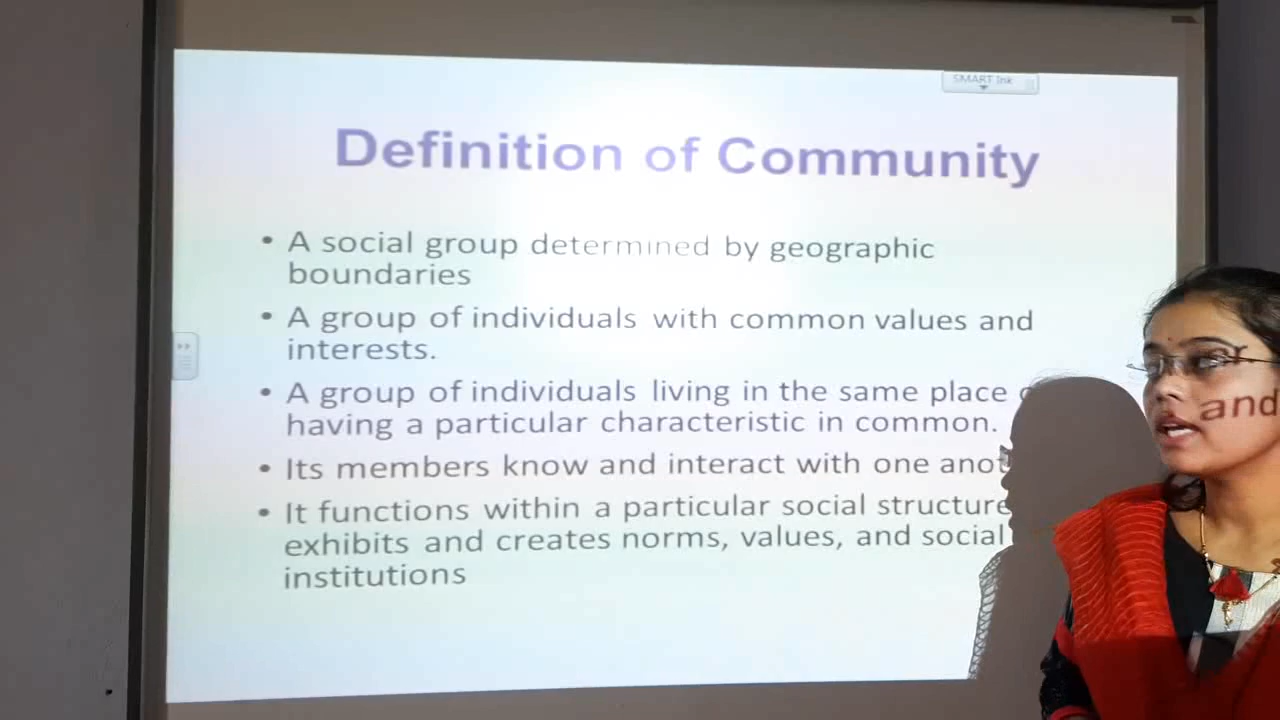 SMART Ink
Definition of Community
• A social group determined by geographic
boundaries
• A group of individuals with common values and
interests.
• A group of individuals living in the same place
having a particular characteristic in common.
• Its members know and interact with one
• It functions within a particular social structure
and
exhibits and creates norms, values, and social
institutions